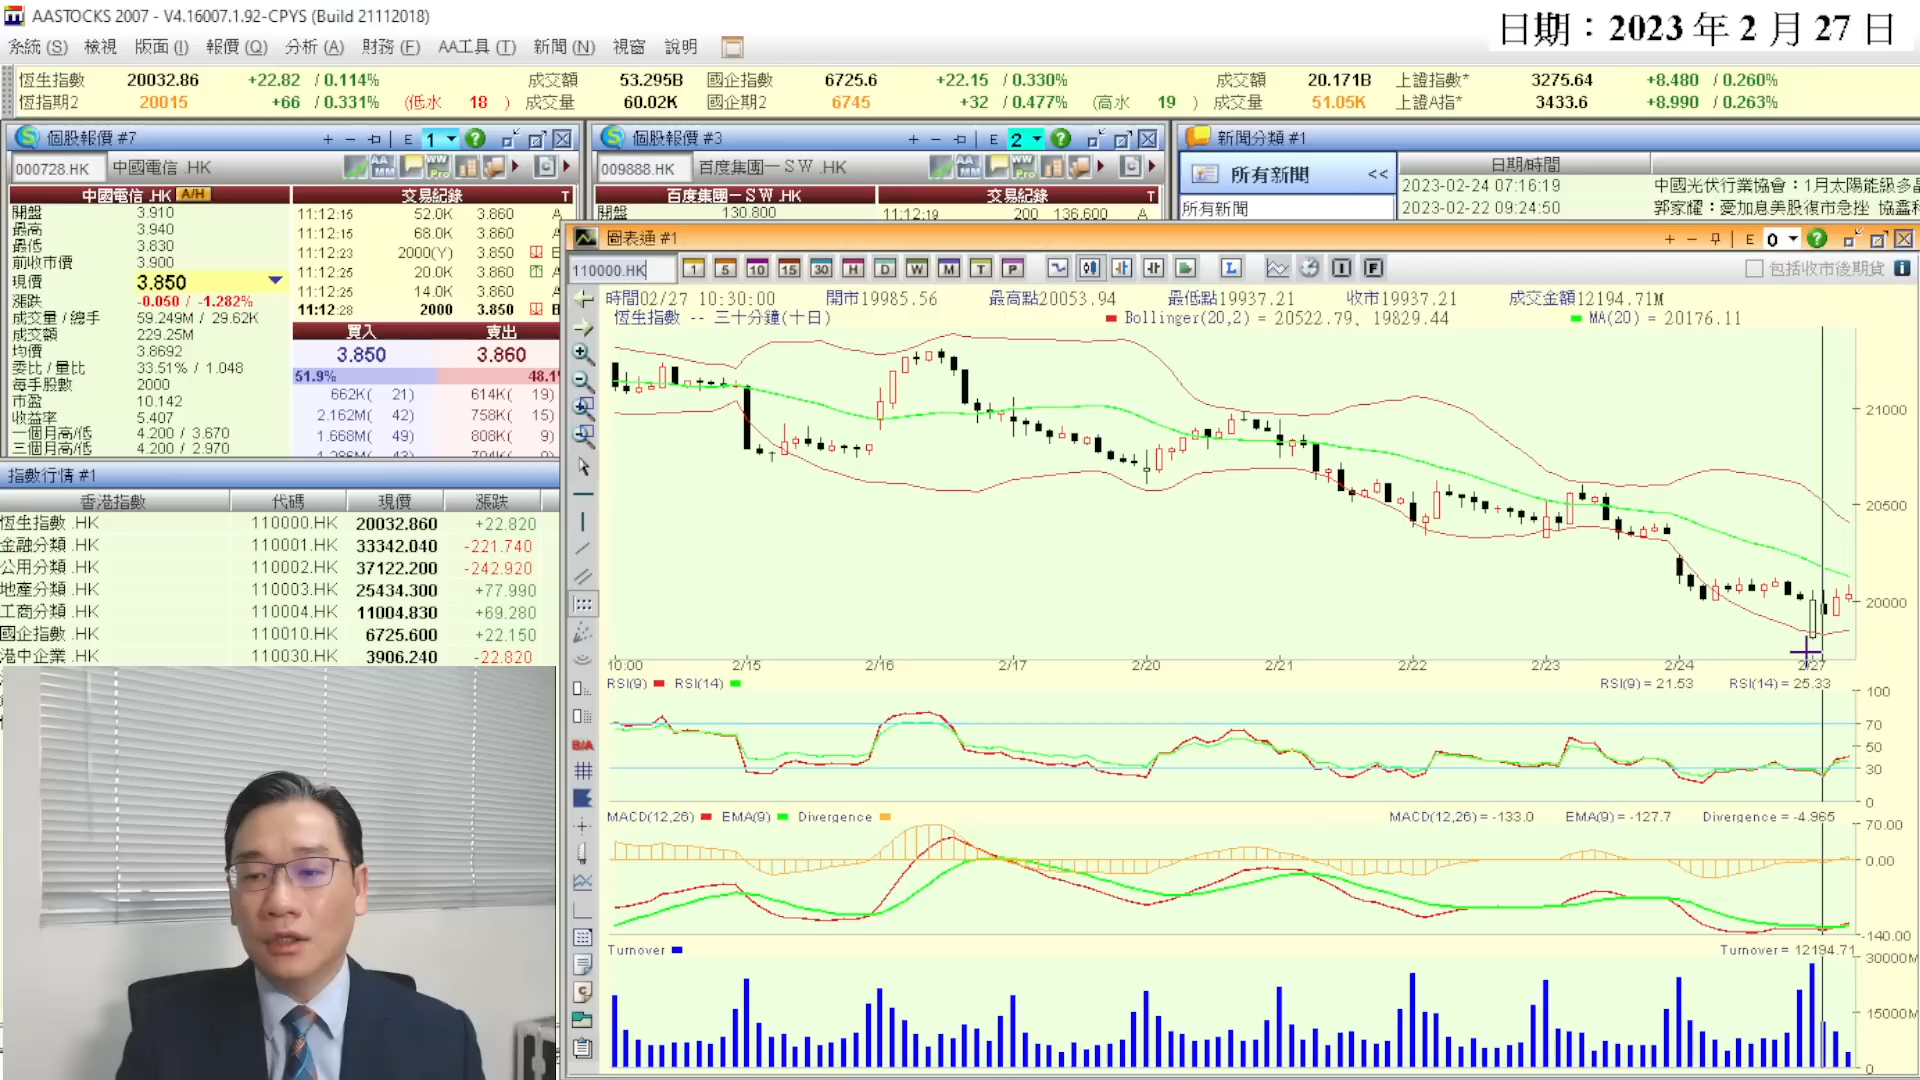 AASTOCKS 2007 - V4.16007.1.92-CPYS (Build 21112018)
日期：2023 年 2 月 27 日
系統 (S) 檢視 版面 (I) 報價 (Q) 分析 (A) 財務 (F) AA工具 (T) 新聞 (N) 視窗 說明
恆生指數 20032.86 +22.82 / 0.114% 成交額 53.295B 國企指數 6725.6 +22.15 / 0.330% 成交額 20.171B 上證指數* 3275.64 +8.480 / 0.260%
恆指期2 20015 +66 / 0.331% (低水 18 ) 成交量 60.02K 國企期2 6745 +32 / 0.477% (高水 19 ) 成交量 51.05K 上證A指* 3433.6 +8.990 / 0.263%
個股報價 #7 E 1
000728.HK 中國電信 .HK
中國電信 .HK A/H 交易紀錄 T
開盤 3.910
最高 3.940
最低 3.830
前收市價 3.900
現價 3.850
漲跌 -0.050 / -1.282%
成交量 / 總手 59.249M / 29.62K
成交額 229.25M
均價 3.8692
委比 / 量比 33.51% / 1.048
每手股數 2000
市盈 10.142
收益率 5.407
一個月高/低 4.200 / 3.670
三個月高/低 4.200 / 2.970
11:12:15 52.0K 3.860 A
11:12:15 68.0K 3.860 A
11:12:23 2000(Y) 3.850
11:12:25 20.0K 3.860
11:12:25 14.0K 3.860 A
11:12:28 2000 3.850
買入 賣出
3.850 3.860
51.9% 48.1
662K( 21) 614K( 19)
2.162M( 42) 758K( 15)
1.668M( 49) 808K( 9)
個股報價 #3 E 2
009888.HK 百度集團－ＳＷ .HK
百度集團－ＳＷ .HK 交易紀錄 T
開盤 130.800 11:12:19 200 136.600 A
新聞分類 #1
所有新聞 <<
所有新聞
日期/時間
2023-02-24 07:16:19 中國光伏行業協會：1月太陽能級多
2023-02-22 09:24:50 郭家耀：憂加息美股復市急挫 協鑫科
指數行情 #1
香港指數 代碼 現價 漲跌
恆生指數 .HK 110000.HK 20032.860 +22.820
金融分類 .HK 110001.HK 33342.040 -221.740
公用分類 .HK 110002.HK 37122.200 -242.920
地產分類 .HK 110003.HK 25434.300 +77.990
工商分類 .HK 110004.HK 11004.830 +69.280
國企指數 .HK 110010.HK 6725.600 +22.150
港中企業 .HK 110030.HK 3906.240 -22.820
圖表通 #1 E 0
110000.HK 1 5 10 15 30 H D W M T P L I F 包括收市後期貨
時間02/27 10:30:00 開市19985.56 最高點20053.94 最低點19937.21 收市19937.21 成交金額12194.71M
恆生指數 -- 三十分鐘(十日) Bollinger(20,2) = 20522.79, 19829.44 MA(20) = 20176.11
21000
20500
20000
10:00 2/15 2/16 2/17 2/20 2/21 2/22 2/23 2/24 2/27
RSI(9) RSI(14) RSI(9) = 21.53 RSI(14) = 25.33
100
70
50
30
0
MACD(12,26) EMA(9) Divergence MACD(12,26) = -133.0 EMA(9) = -127.7 Divergence = -4.965
70.00
0.00
-140.00
Turnover Turnover = 12194.71
30000M
15000M
0
B/A